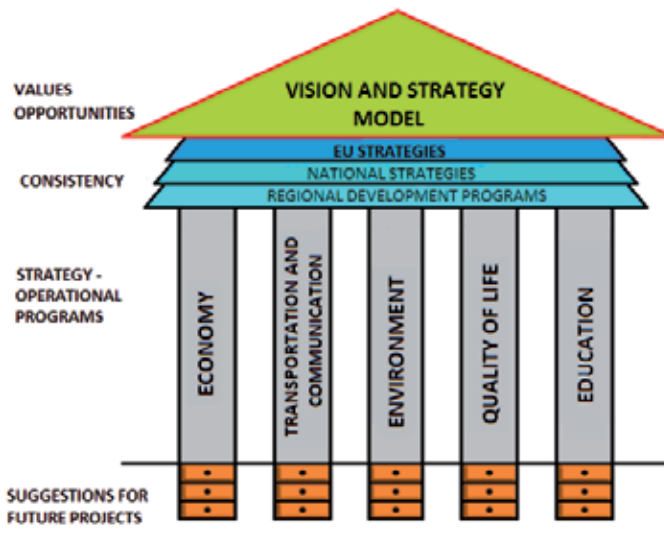 VALUES
OPPORTUNITIES
VISION AND STRATEGY
MODEL
EU STRATEGIES
CONSISTENCY
NATIONAL STRATEGIES
REGIONAL DEVELOPMENT PROGRAMS
STRATEGY -
OPERATIONAL
PROGRAMS
ECONOMY
TRANSPORTATION AND
COMMUNICATION
ENVIRONMENT
QUALITY OF LIFE
EDUCATION
SUGGESTIONS FOR
FUTURE PROJECTS